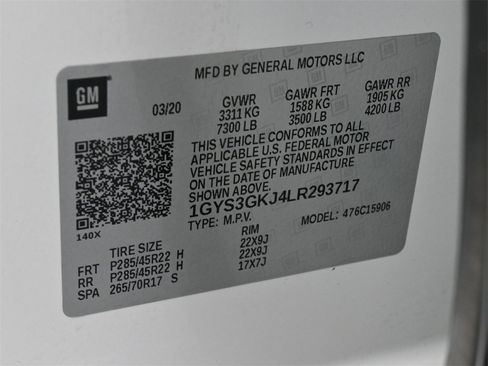 MFD BY GENERAL MOTORS LLC
GM
03/20
GVWR GAWR FRT GAWR RR
3311 KG 1588 KG 1905 KG
7300 LB 3500 LB 4200 LB
THIS VEHICLE CONFORMS TO ALL
APPLICABLE U.S. FEDERAL MOTOR
VEHICLE SAFETY STANDARDS IN EFFECT
ON THE DATE OF MANUFACTURE
SHOWN ABOVE.
1GYS3GKJ4LR293717
140X
TYPE: M.P.V. MODEL: 476C15906
TIRE SIZE RIM
FRT P285/45R22 H 22X9J
RR P285/45R22 H 22X9J
SPA 265/70R17 S 17X7J